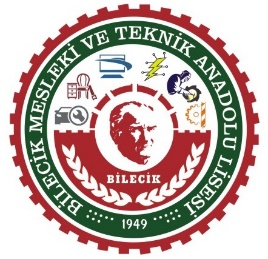 BİLECİK MESLEKİ VE TEKNİK ANADOLU LİSESİ
BİLECİK
1949